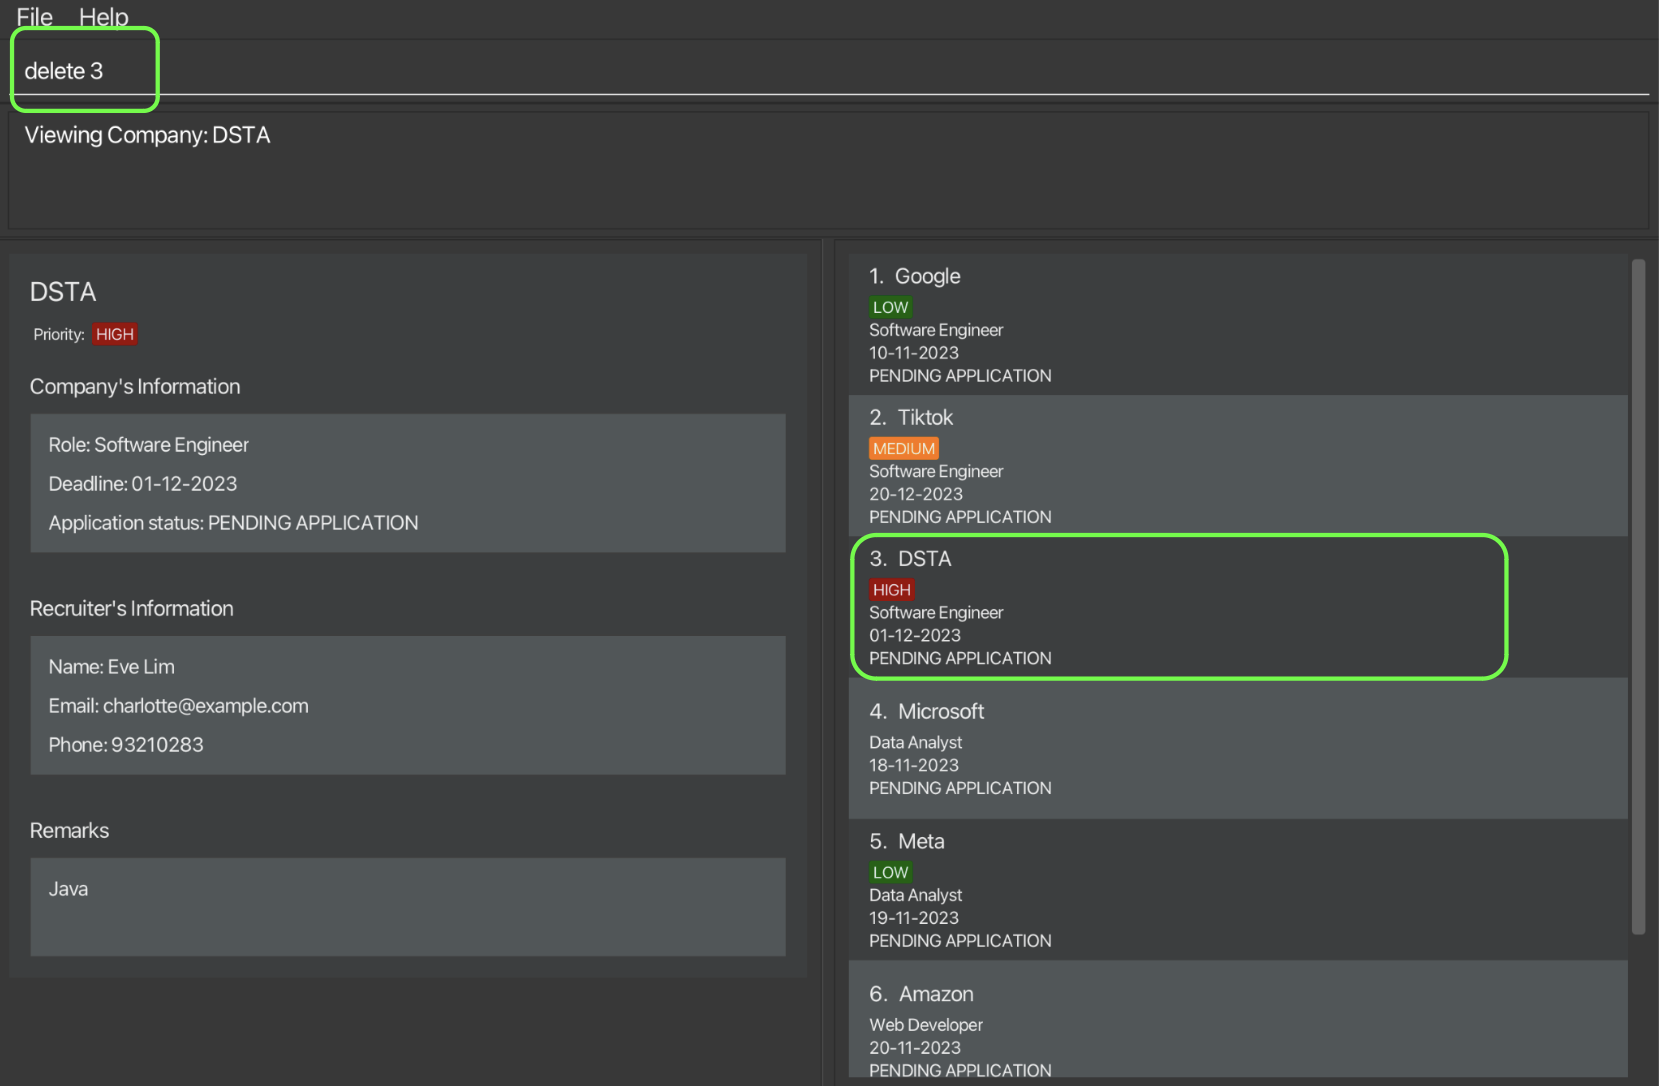 File Help
delete 3
Viewing Company: DSTA
DSTA
Priority: HIGH
Company's Information
Role: Software Engineer
Deadline: 01-12-2023
Application status: PENDING APPLICATION
Recruiter's Information
Name: Eve Lim
Email: charlotte@example.com
Phone: 93210283
Remarks
Java
1. Google
LOW
Software Engineer
10-11-2023
PENDING APPLICATION
2. Tiktok
MEDIUM
Software Engineer
20-12-2023
PENDING APPLICATION
3. DSTA
HIGH
Software Engineer
01-12-2023
PENDING APPLICATION
4. Microsoft
Data Analyst
18-11-2023
PENDING APPLICATION
5. Meta
LOW
Data Analyst
19-11-2023
PENDING APPLICATION
6. Amazon
Web Developer
20-11-2023
PENDING APPLICATION